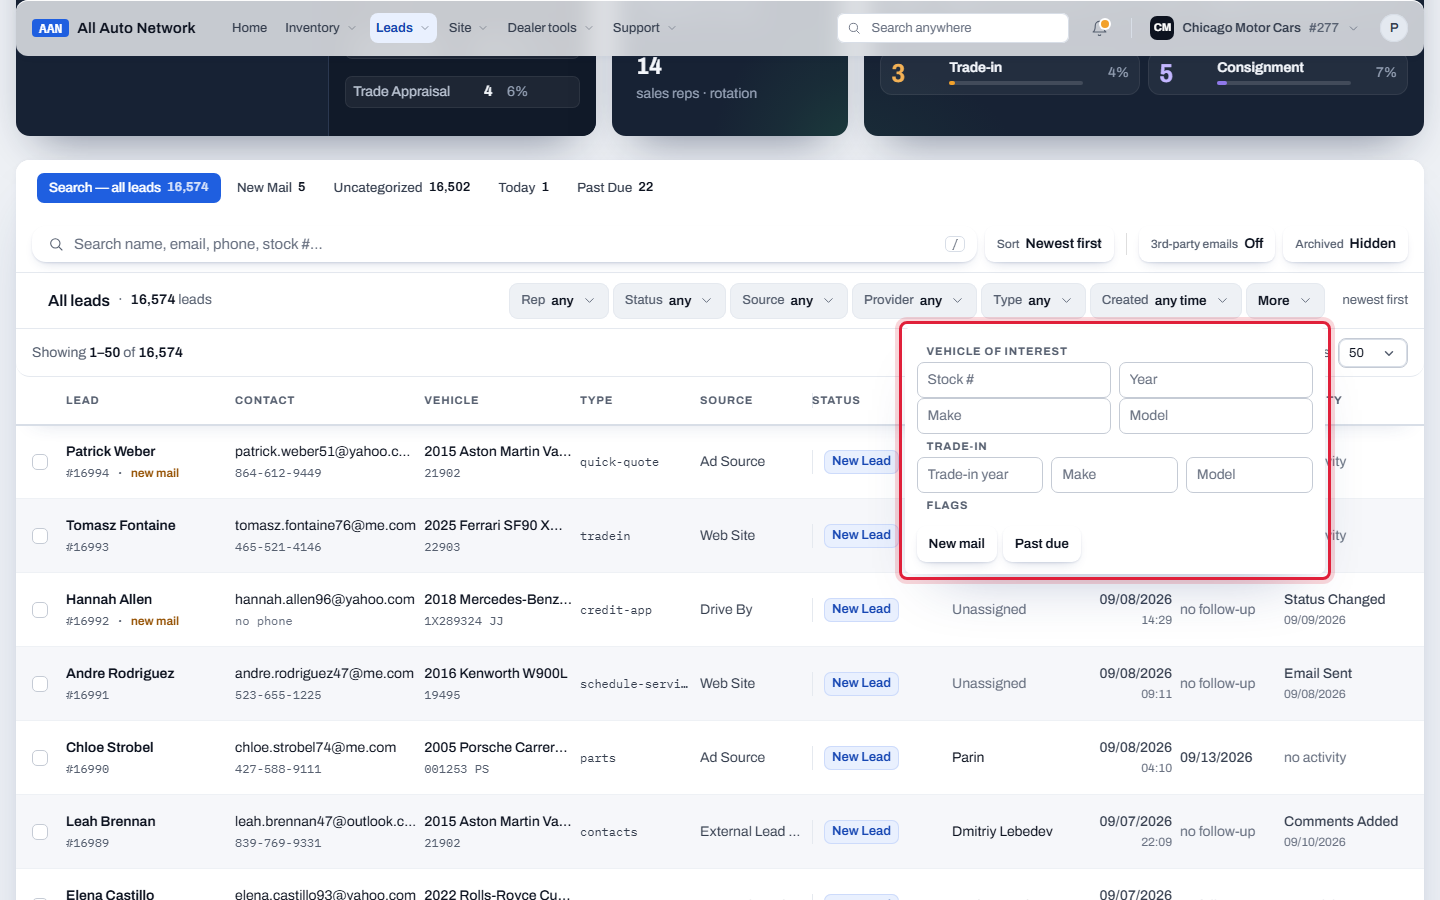 AAN All Auto Network Home Inventory Leads Site Dealer tools Support Search anywhere CM Chicago Motor Cars #277 P
Trade Appraisal 4 6%
14
sales reps · rotation
3 Trade-in 4%
5 Consignment 7%
Search — all leads 16,574 New Mail 5 Uncategorized 16,502 Today 1 Past Due 22
Search name, email, phone, stock #... / Sort Newest first 3rd-party emails Off Archived Hidden
All leads · 16,574 leads Rep any Status any Source any Provider any Type any Created any time More newest first
Showing 1–50 of 16,574 50
VEHICLE OF INTEREST
Stock # Year
Make Model
TRADE-IN
Trade-in year Make Model
FLAGS
New mail Past due
LEAD CONTACT VEHICLE TYPE SOURCE STATUS
Patrick Weber patrick.weber51@yahoo.c... 2015 Aston Martin Va... quick-quote Ad Source New Lead
#16994 · new mail 864-612-9449 21902
Tomasz Fontaine tomasz.fontaine76@me.com 2025 Ferrari SF90 X... tradein Web Site New Lead
#16993 465-521-4146 22903
Hannah Allen hannah.allen96@yahoo.com 2018 Mercedes-Benz... credit-app Drive By New Lead Unassigned 09/08/2026 no follow-up Status Changed
#16992 · new mail no phone 1X289324 JJ 14:29 09/09/2026
Andre Rodriguez andre.rodriguez47@me.com 2016 Kenworth W900L schedule-servi... Web Site New Lead Unassigned 09/08/2026 no follow-up Email Sent
#16991 523-655-1225 19495 09:11 09/08/2026
Chloe Strobel chloe.strobel74@me.com 2005 Porsche Carrer... parts Ad Source New Lead Parin 09/08/2026 09/13/2026 no activity
#16990 427-588-9111 001253 PS 04:10
Leah Brennan leah.brennan47@outlook.c... 2015 Aston Martin Va... contacts External Lead ... New Lead Dmitriy Lebedev 09/07/2026 no follow-up Comments Added
#16989 839-769-9331 21902 22:09 09/10/2026
Elena Castillo elena.castillo93@yahoo.com 2022 Rolls-Royce Cu... 09/07/2026